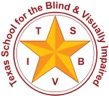 Texas School for the Blind & Visually Impaired
T S B V I